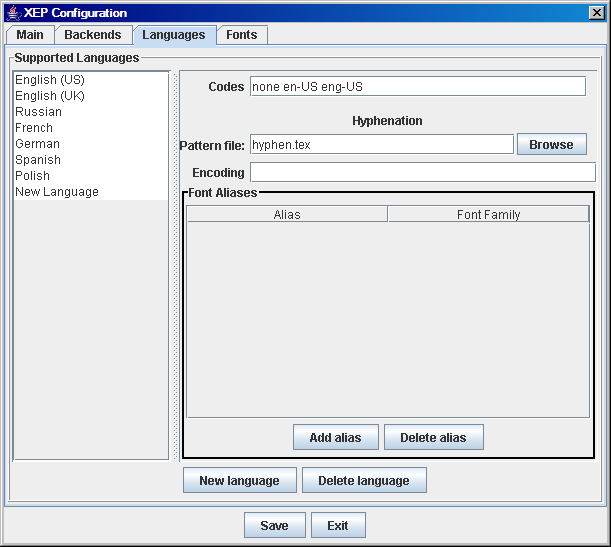 XEP Configuration
Main Backends Languages Fonts
Supported Languages
English (US)
English (UK)
Russian
French
German
Spanish
Polish
New Language
Codes none en-US eng-US
Hyphenation
Pattern file: hyphen.tex Browse
Encoding
Font Aliases
Alias Font Family
Add alias Delete alias
New language Delete language
Save Exit